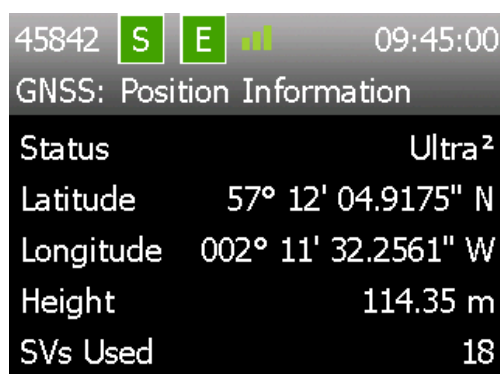 45842 S E 09:45:00
GNSS: Position Information
Status Ultra²
Latitude 57° 12' 04.9175" N
Longitude 002° 11' 32.2561" W
Height 114.35 m
SVs Used 18